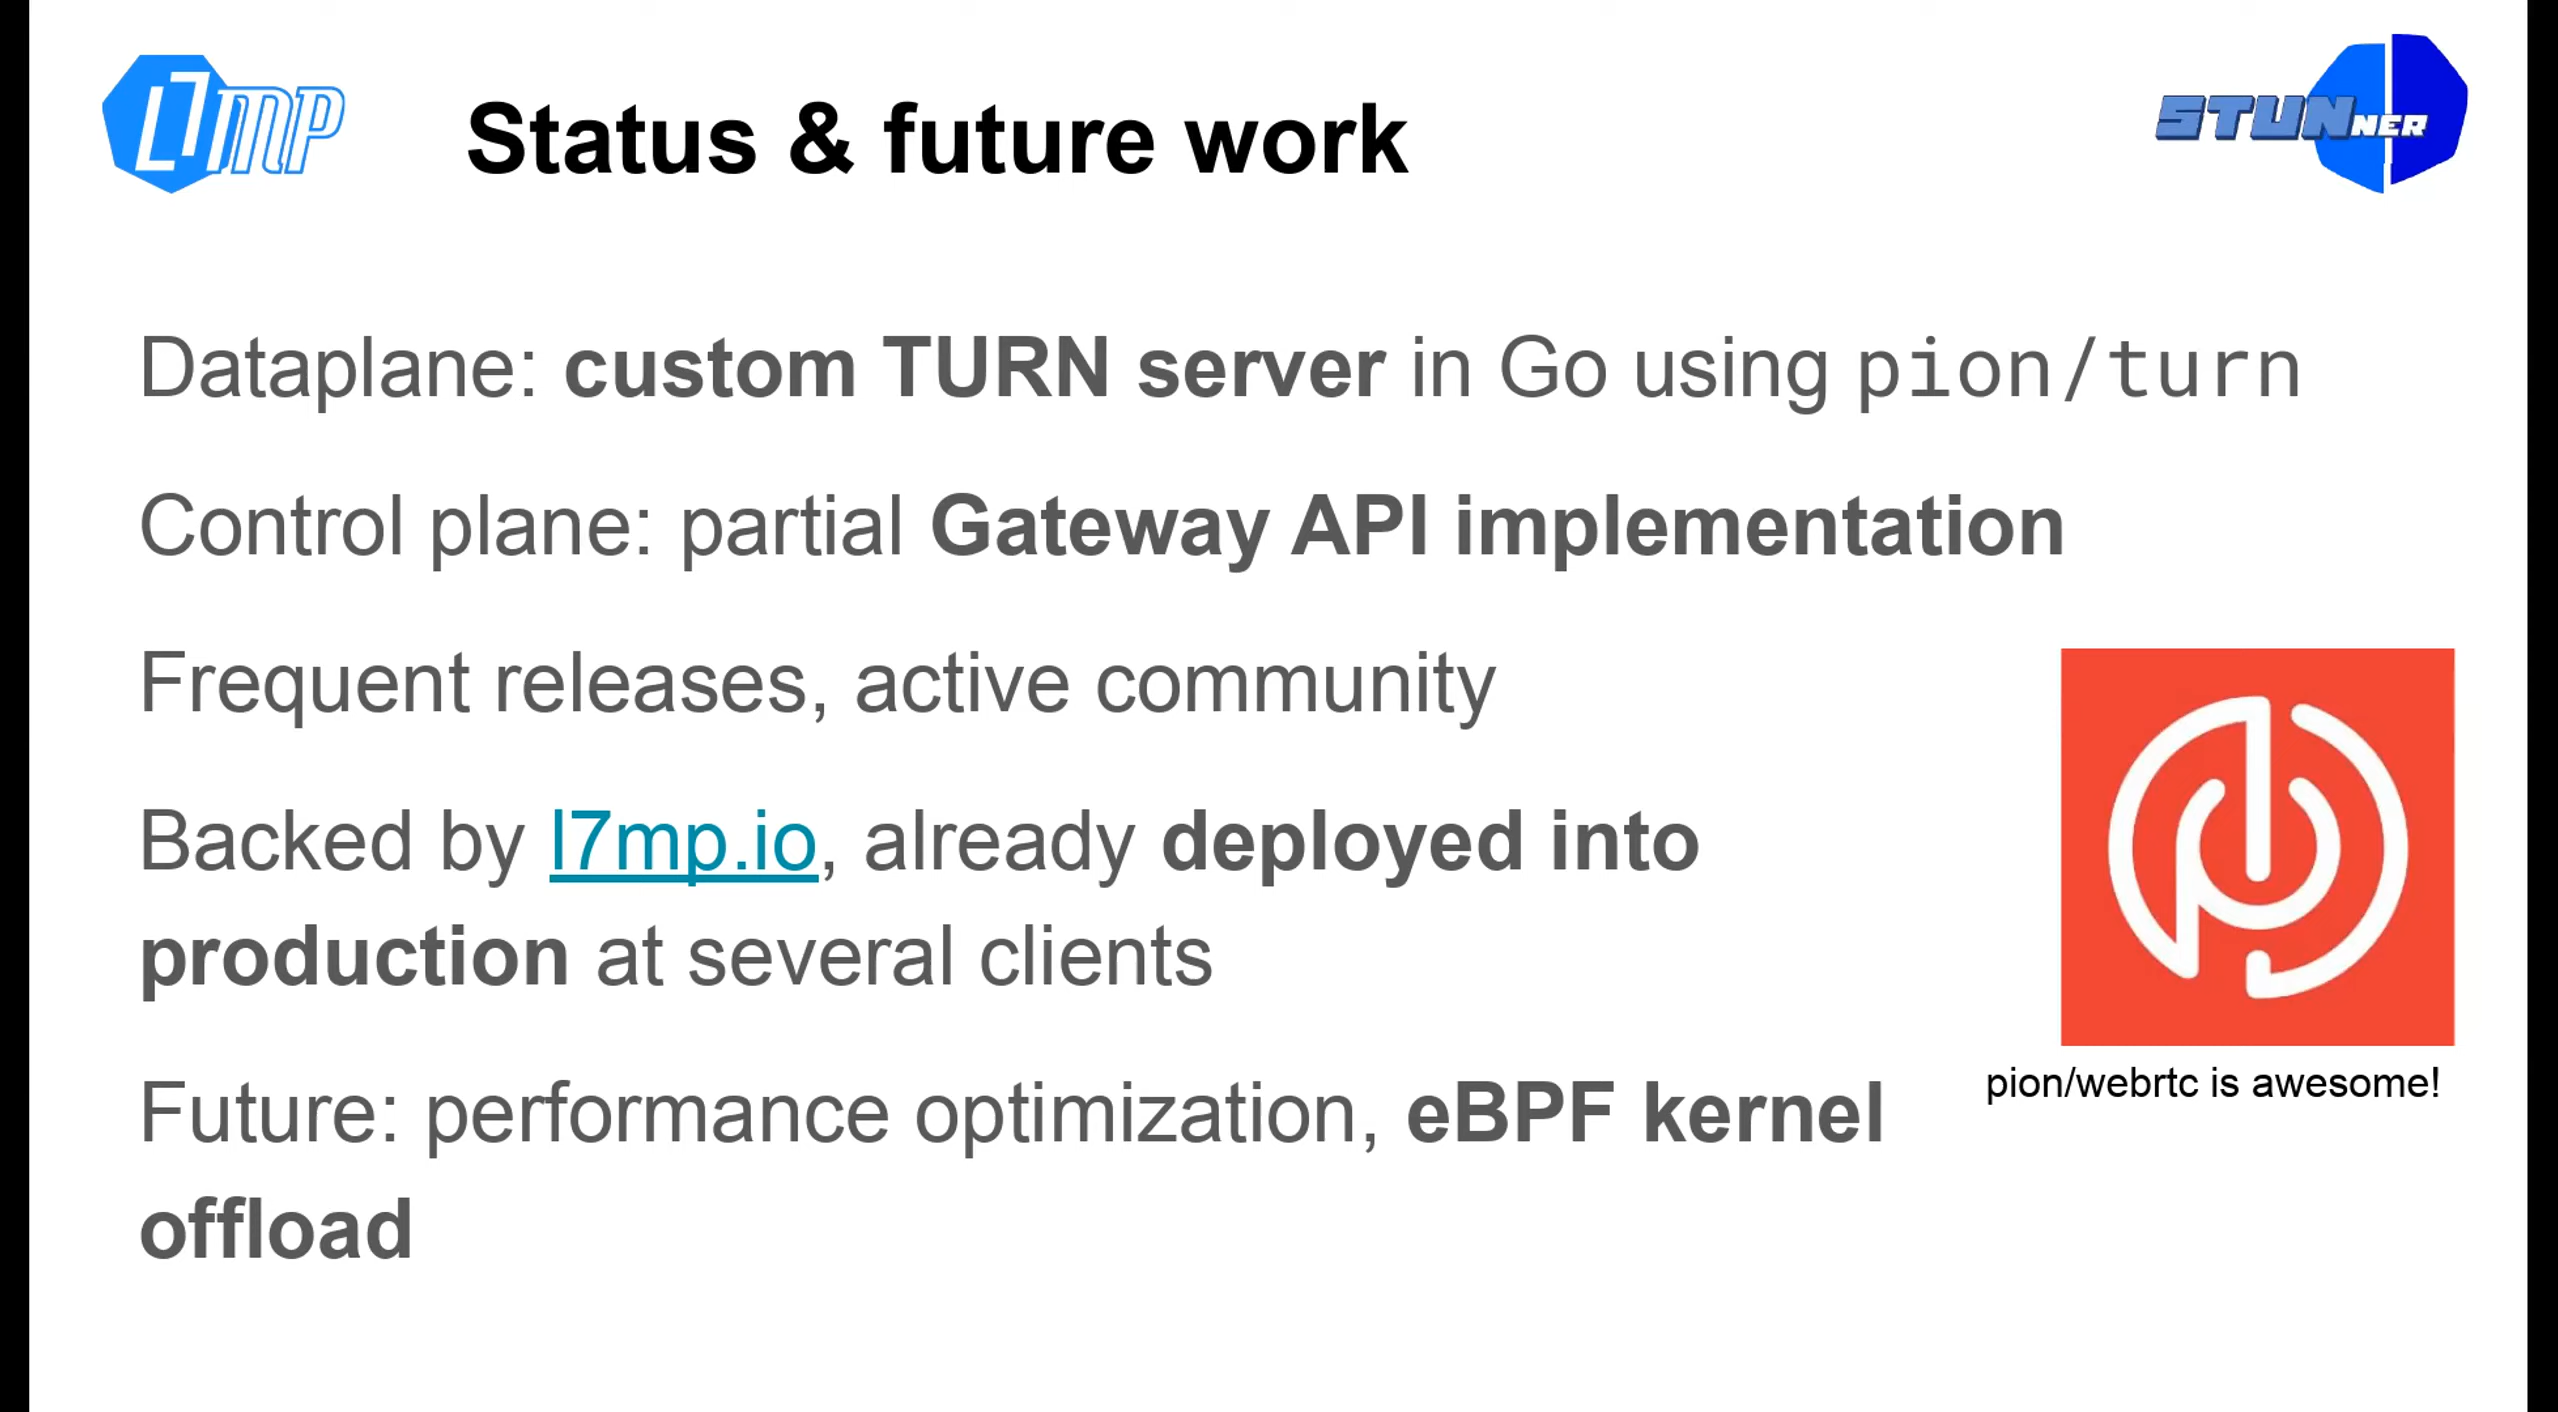 L7MP
STUNNER
Status & future work
Dataplane: custom TURN server in Go using pion/turn
Control plane: partial Gateway API implementation
Frequent releases, active community
Backed by l7mp.io, already deployed into
production at several clients
pion/webrtc is awesome!
Future: performance optimization, eBPF kernel
offload